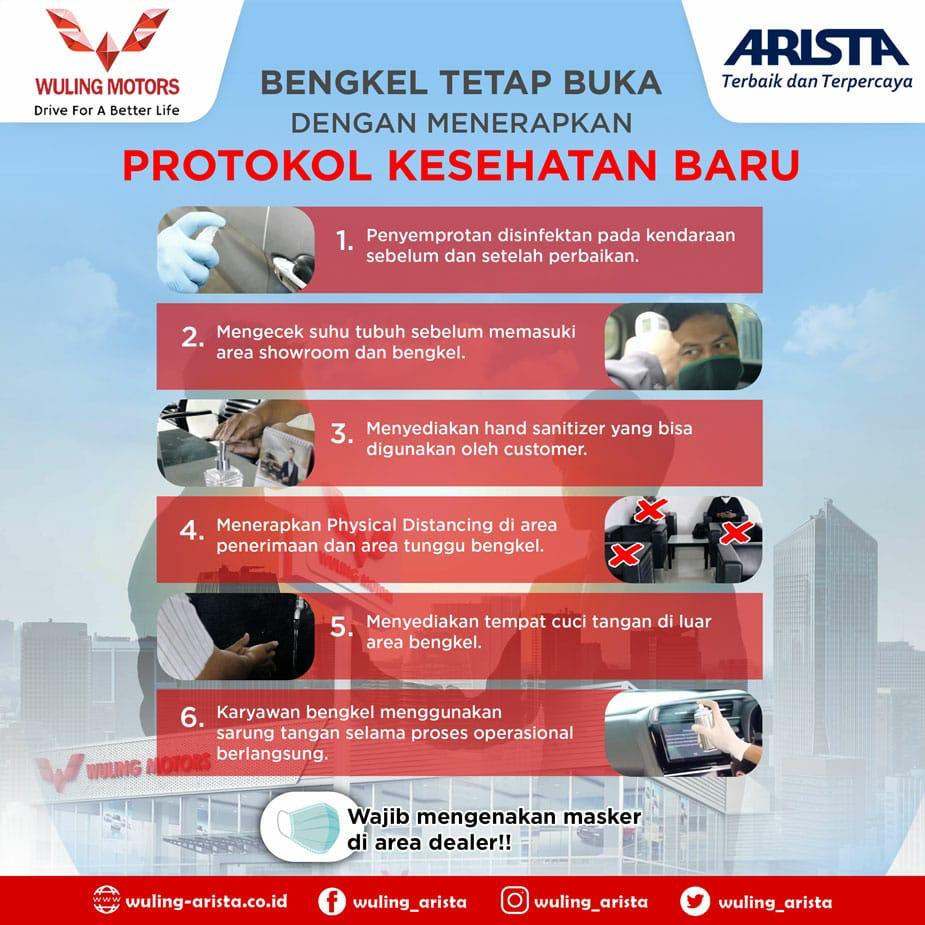 WULING MOTORS
Drive For A Better Life
ARISTA
Terbaik dan Terpercaya
BENGKEL TETAP BUKA
DENGAN MENERAPKAN
PROTOKOL KESEHATAN BARU
1. Penyemprotan disinfektan pada kendaraan
sebelum dan setelah perbaikan.
2. Mengecek suhu tubuh sebelum memasuki
area showroom dan bengkel.
3. Menyediakan hand sanitizer yang bisa
digunakan oleh customer.
4. Menerapkan Physical Distancing di area
penerimaan dan area tunggu bengkel.
WULING MOTORS
5. Menyediakan tempat cuci tangan di luar
area bengkel.
6. Karyawan bengkel menggunakan
sarung tangan selama proses operasional
berlangsung.
WULING MOTORS
Wajib mengenakan masker
di area dealer!!
wuling-arista.co.id
wuling_arista
wuling_arista
wuling_arista